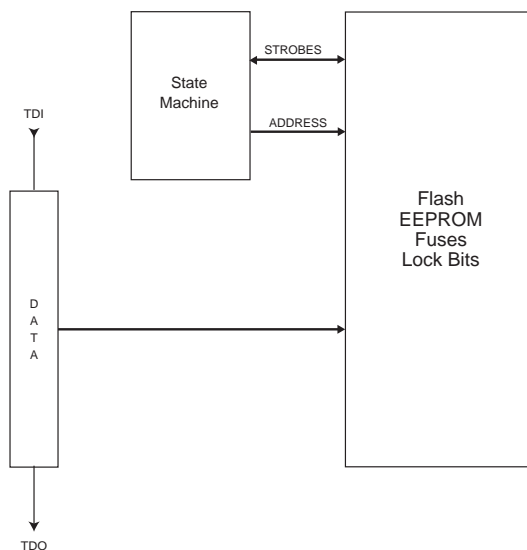 STROBES
State
Machine
ADDRESS
TDI
Flash
EEPROM
Fuses
Lock Bits
D
A
T
A
TDO